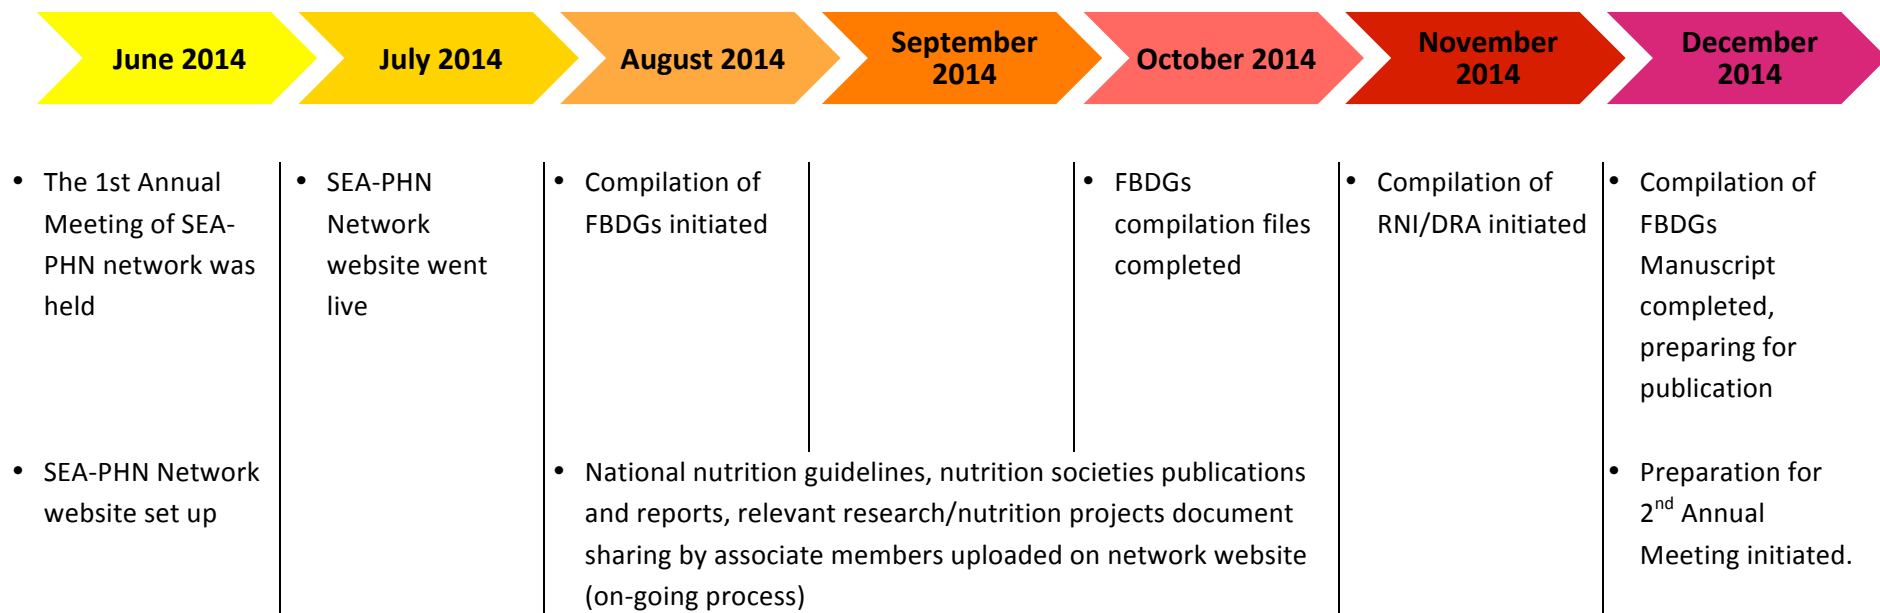 June 2014
July 2014
August 2014
September
2014
October 2014
November
2014
December
2014
• The 1st Annual
Meeting of SEA-
PHN network was
held
• SEA-PHN
Network
website went
live
• Compilation of
FBDGs initiated
• FBDGs
compilation files
completed
• Compilation of
RNI/DRA initiated
• Compilation of
FBDGs
Manuscript
completed,
preparing for
publication
• SEA-PHN Network
website set up
• National nutrition guidelines, nutrition societies publications
and reports, relevant research/nutrition projects document
sharing by associate members uploaded on network website
(on-going process)
• Preparation for
2nd Annual
Meeting initiated.